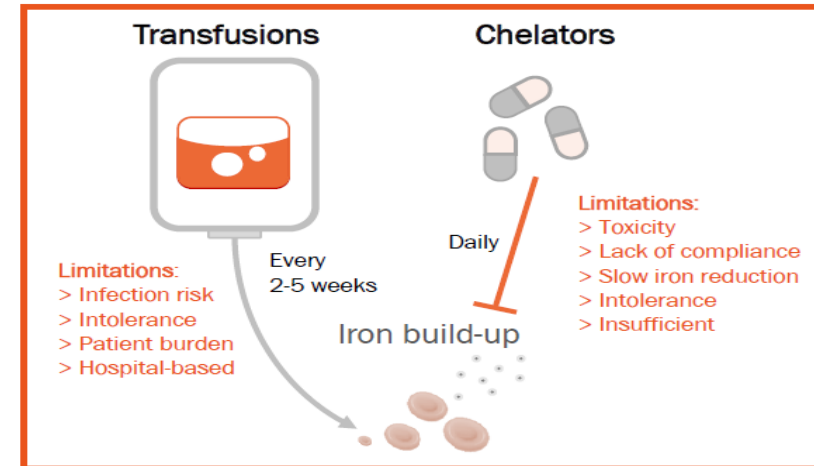 Transfusions
Every
2-5 weeks
Limitations:
> Infection risk
> Intolerance
> Patient burden
> Hospital-based
Chelators
Daily
Limitations:
> Toxicity
> Lack of compliance
> Slow iron reduction
> Intolerance
> Insufficient
Iron build-up